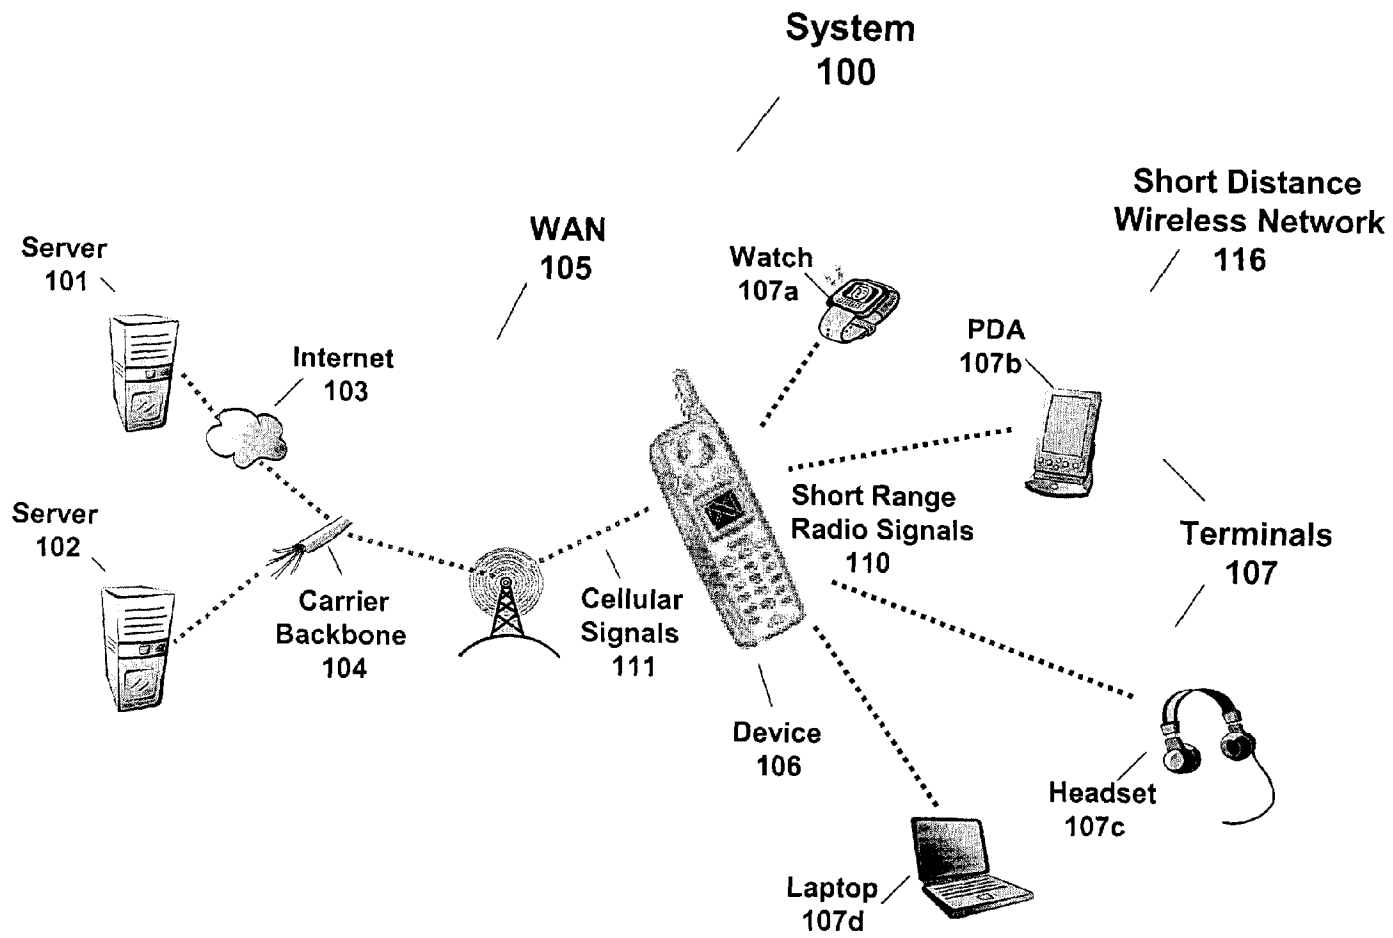 System
100
Short Distance
Wireless Network
116
WAN
105
Server
101
Watch
107a
PDA
107b
Internet
103
Short Range
Radio Signals
110
Server
102
Terminals
107
Carrier
Backbone
104
Cellular
Signals
111
Device
106
Headset
107c
Laptop
107d